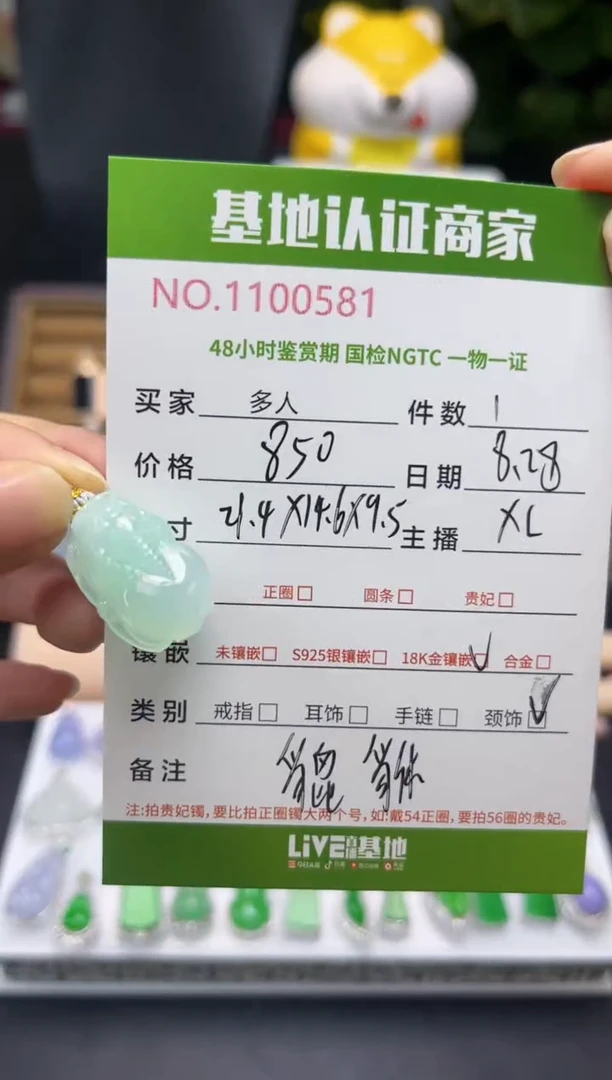 基地认证商家
NO.1100581
48小时鉴赏期 国检NGTC 一物一证
买家 多人 件数 1
价格 850 日期 8.28
寸 21.4X14.6X9.5 主播 XL
正圈 圆条 贵妃
镶嵌 未镶嵌 S925银镶嵌 18K金镶嵌 合金
类别 戒指 耳饰 手链 颈饰
备注
注:拍贵妃镯,要比拍正圈镯大两个号,如:戴54正圈,要拍56圈的贵妃。
LiVE直播基地